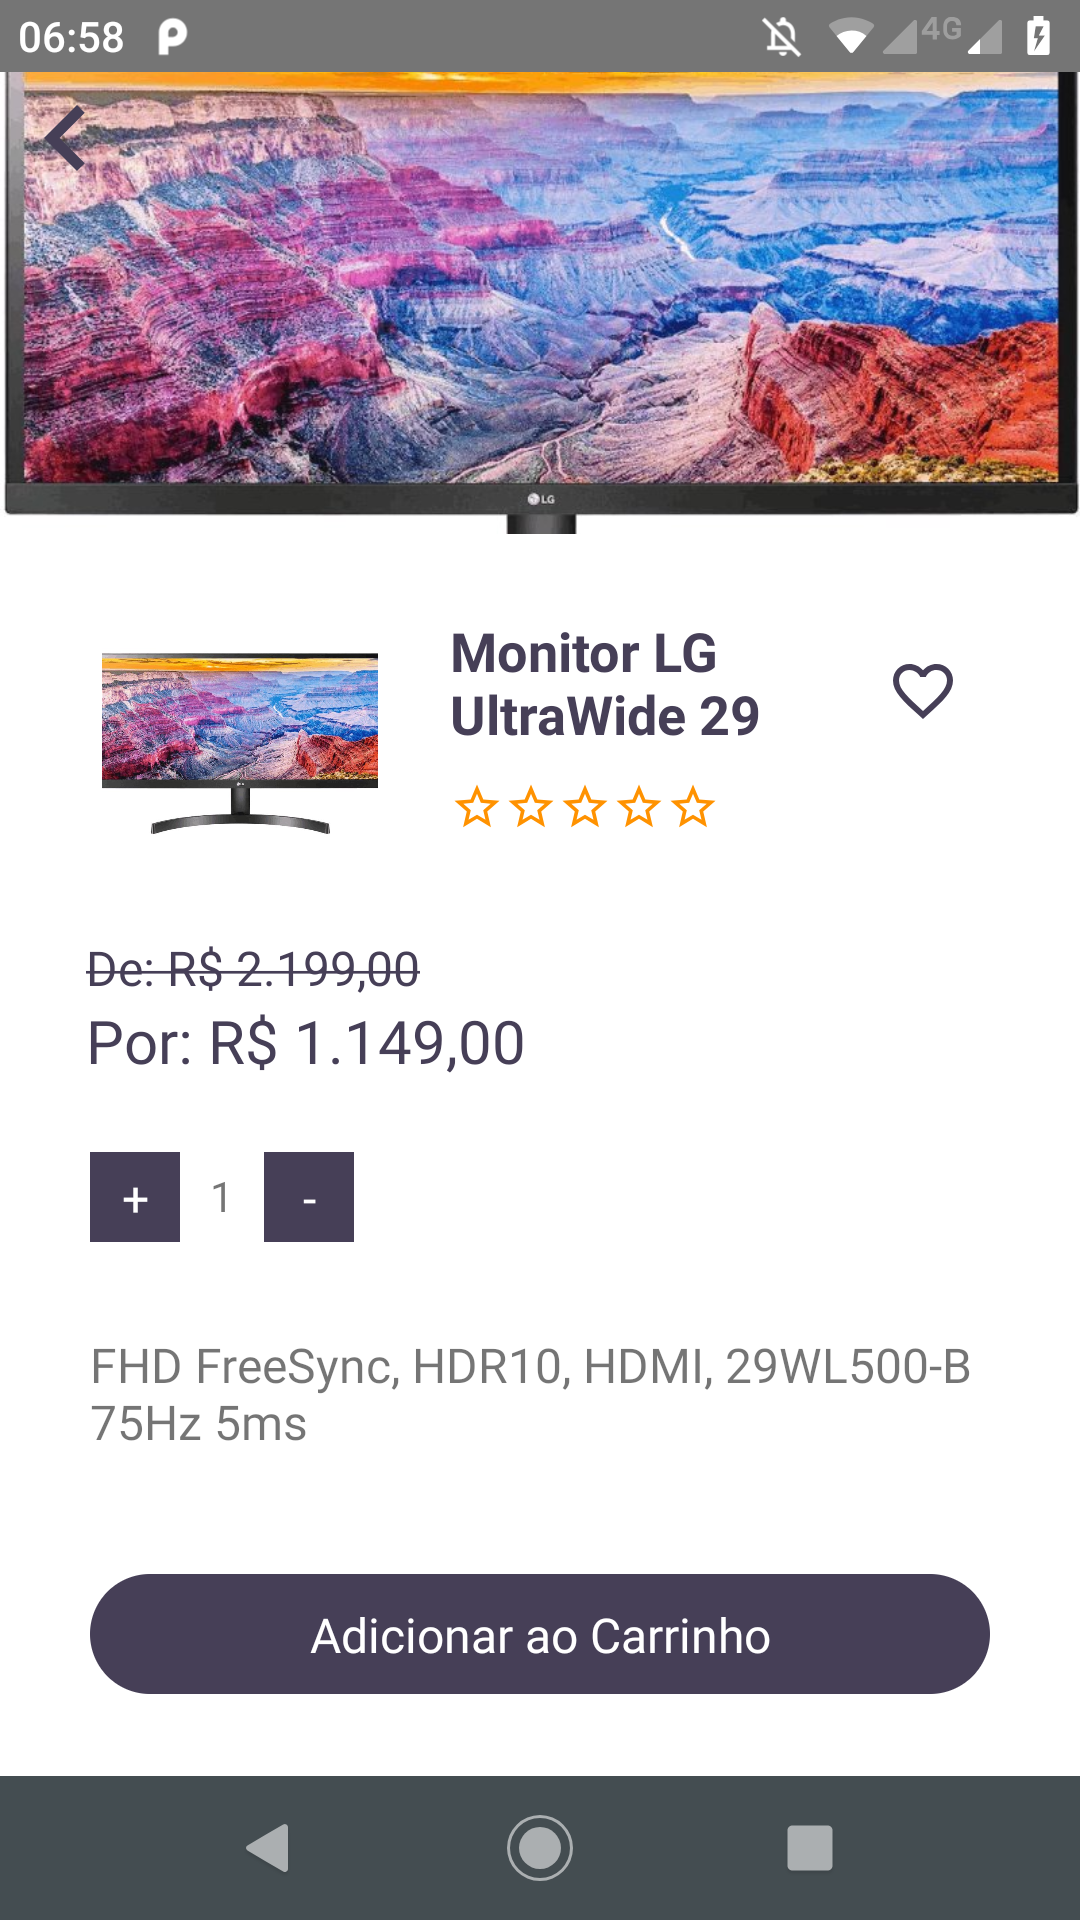 06:58
4G
LG
Monitor LG
UltraWide 29
De: R$ 2.199,00
Por: R$ 1.149,00
+ 1 -
FHD FreeSync, HDR10, HDMI, 29WL500-B
75Hz 5ms
Adicionar ao Carrinho